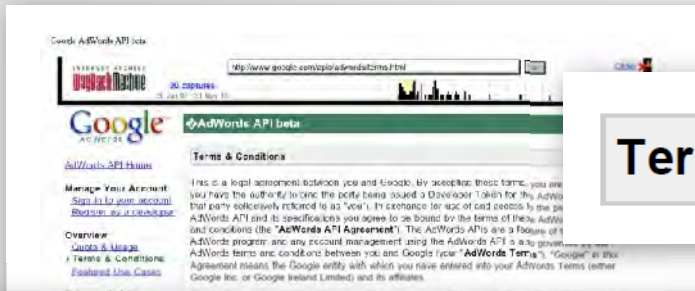 Google AdWords API beta
INTERNET ARCHIVE
WayBackMachine
http://www.google.com/apis/adwords/terms.html
Close
30 captures
Google
AdWords
�AdWords API beta
Ter
AdWords API Home
Terms & Conditions
Manage Your Account
Sign in to your account
Register as a developer
Overview
Quota & Usage
› Terms & Conditions
Featured Use Cases
This is a legal agreement between you and Google. By accepting these terms, you are
you have the authority to bind the party being issued a Developer Token for the AdWo
that party collectively referred to as "you"). In exchange for use of and access to the
AdWords API and its specifications you agree to be bound by the terms of these AdWo
and conditions (the "AdWords API Agreement"). The AdWords APIs are a feature of
AdWords program and any account management using the AdWords API is also governed by the
AdWords terms and conditions between you and Google (your "AdWords Terms"). "Google" in this
Agreement means the Google entity with which you have entered into your Adwords Terms (either
Google Inc. or Google Ireland Limited) and its affiliates.